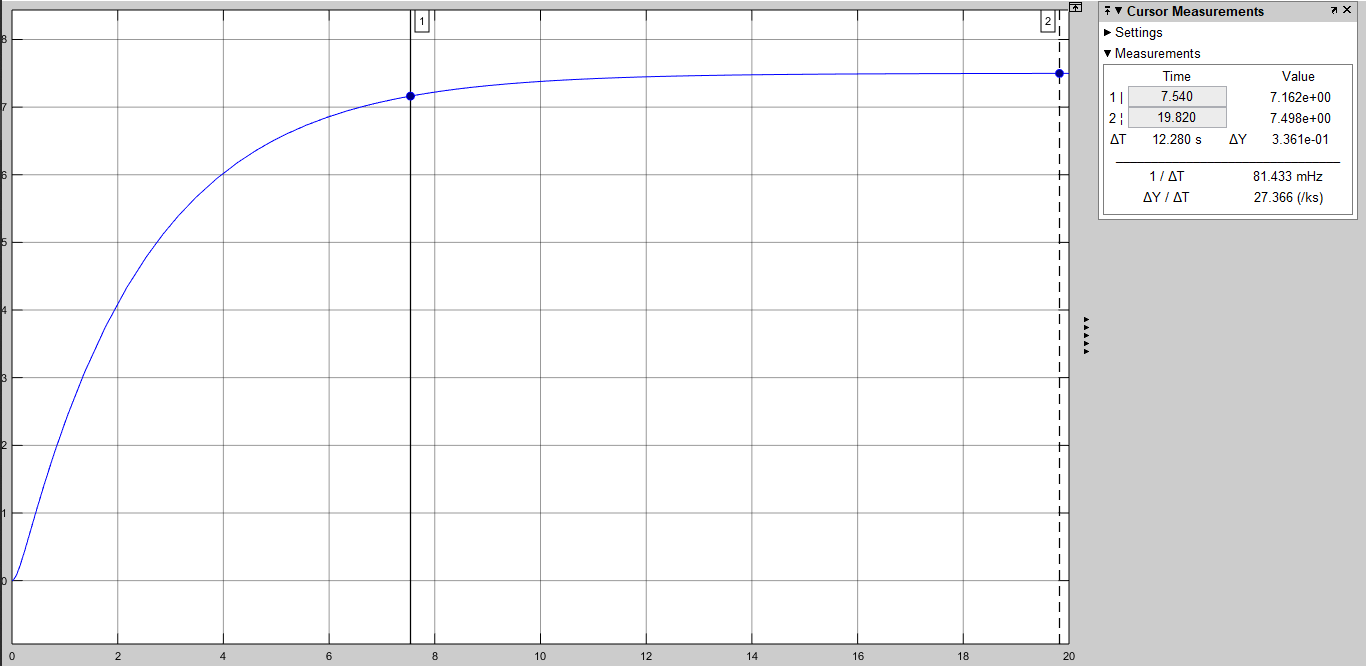 1
2
8
7
6
5
4
3
2
1
0
0 2 4 6 8 10 12 14 16 18 20
Cursor Measurements
Settings
Measurements
Time Value
1 | 7.540 7.162e+00
2 ¦ 19.820 7.498e+00
ΔT 12.280 s ΔY 3.361e-01
1 / ΔT 81.433 mHz
ΔY / ΔT 27.366 (/ks)